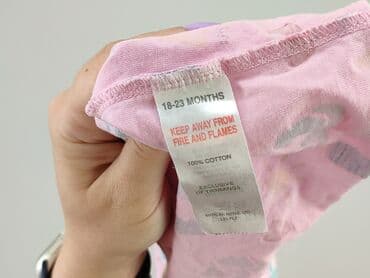 18-23 MONTHS
KEEP AWAY FROM
FIRE AND FLAMES
100% COTTON
EXCLUSIVE
OF TRIMMINGS